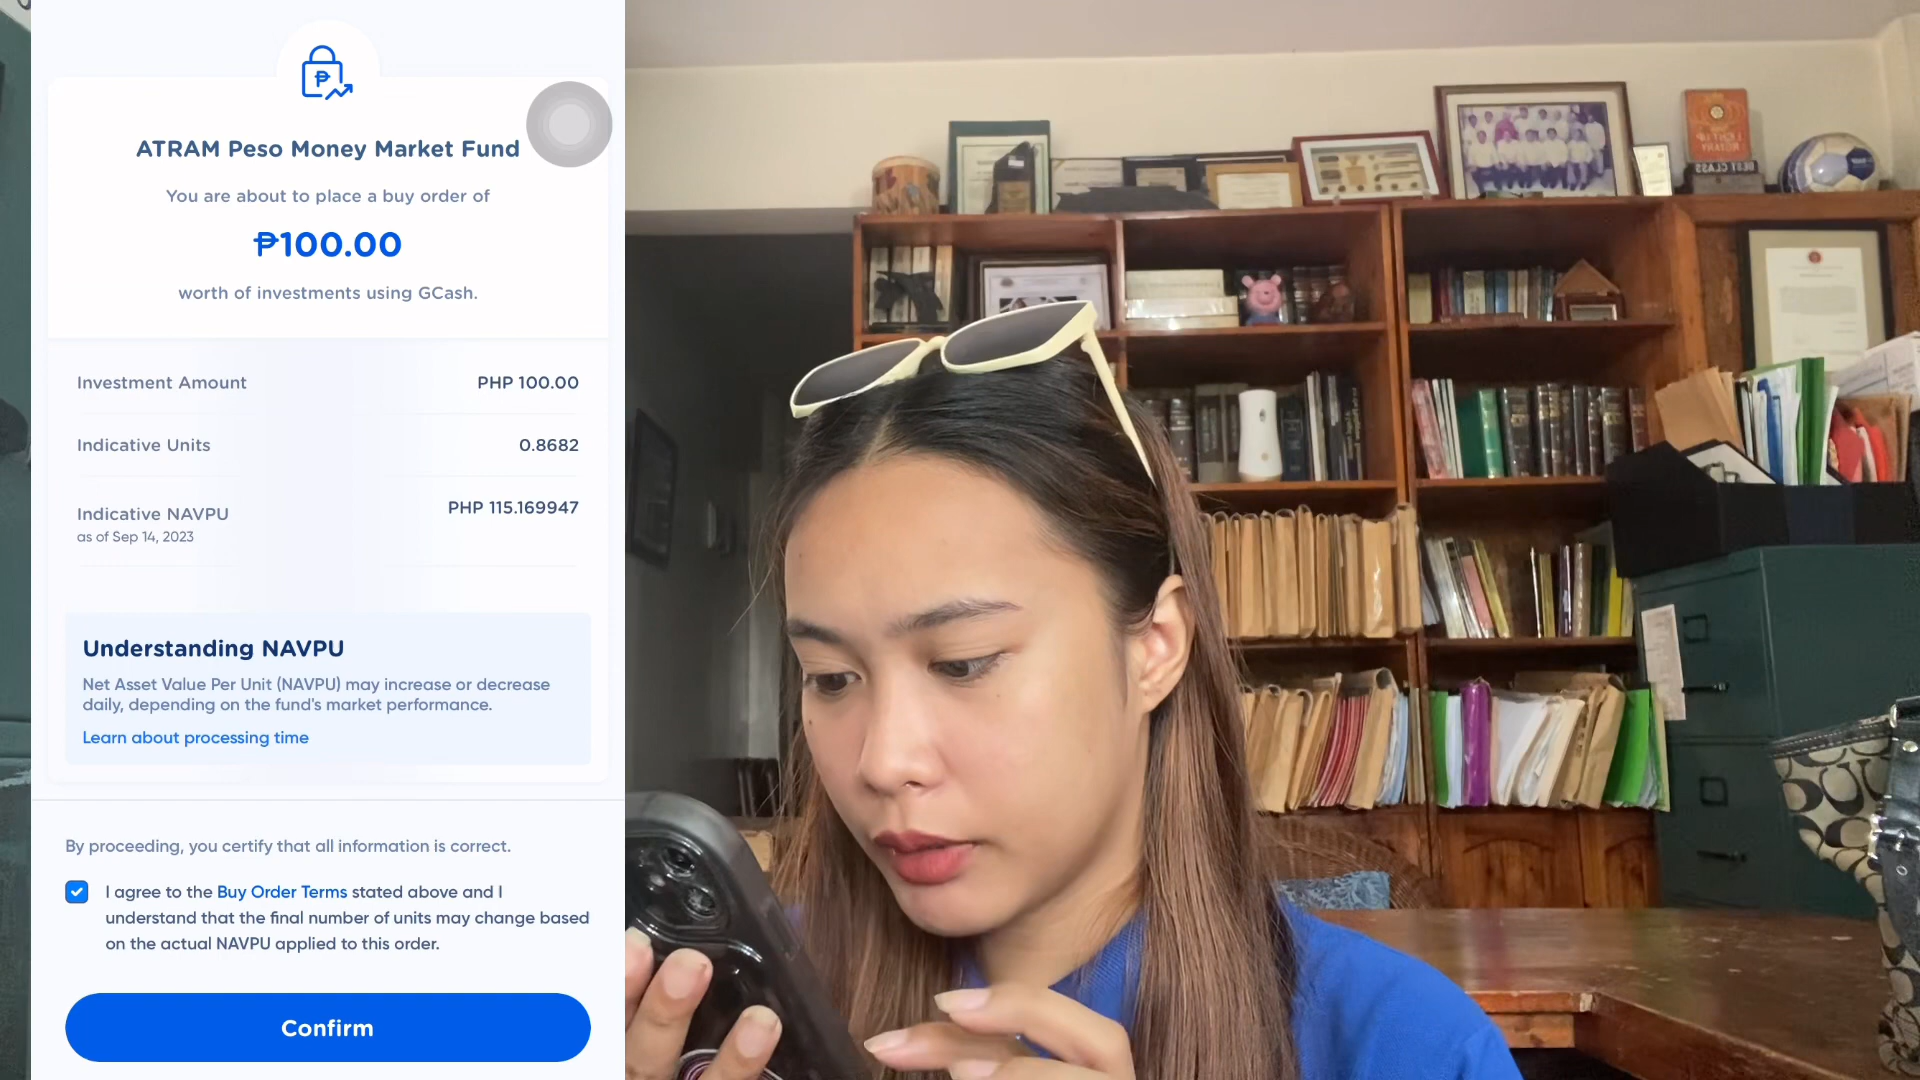 ATRAM Peso Money Market Fund
You are about to place a buy order of
₱100.00
worth of investments using GCash.
Investment Amount PHP 100.00
Indicative Units 0.8682
Indicative NAVPU PHP 115.169947
as of Sep 14, 2023
Understanding NAVPU
Net Asset Value Per Unit (NAVPU) may increase or decrease
daily, depending on the fund's market performance.
Learn about processing time
By proceeding, you certify that all information is correct.
I agree to the Buy Order Terms stated above and I
understand that the final number of units may change based
on the actual NAVPU applied to this order.
Confirm
LIGHT UP
ROTARY
BEST CLASS